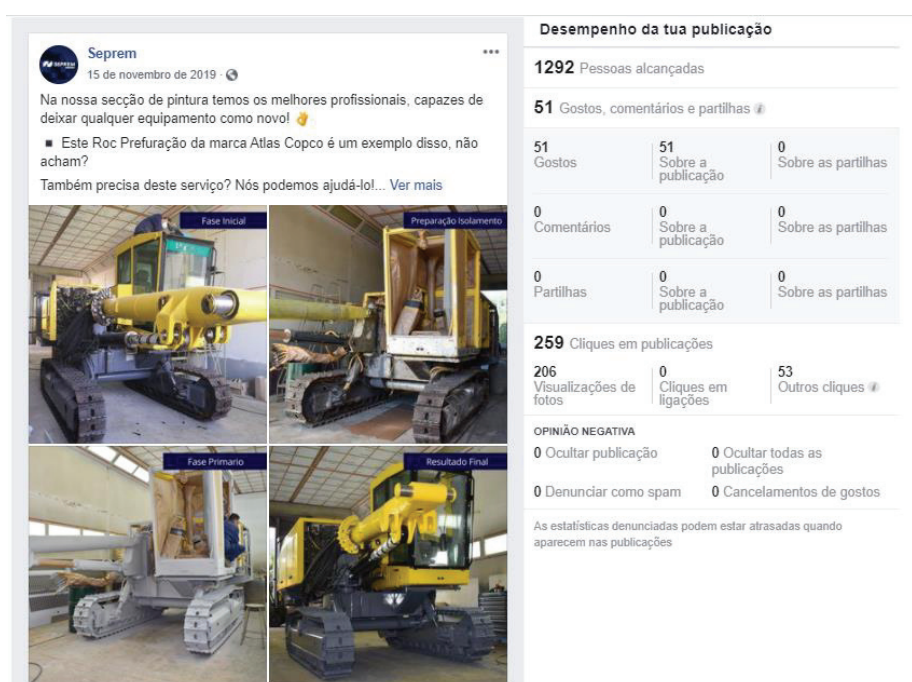 Seprem
15 de novembro de 2019 ·
Na nossa secção de pintura temos os melhores profissionais, capazes de
deixar qualquer equipamento como novo! 👌
▪ Este Roc Prefuração da marca Atlas Copco é um exemplo disso, não
acham?
Também precisa deste serviço? Nós podemos ajudá-lo!... Ver mais
Fase Inicial
Preparação Isolamento
Fase Primario
Resultado Final
Desempenho da tua publicação
1292 Pessoas alcançadas
51 Gostos, comentários e partilhas
51
Gostos
51
Sobre a
publicação
0
Sobre as partilhas
0
Comentários
0
Sobre a
publicação
0
Sobre as partilhas
0
Partilhas
0
Sobre a
publicação
0
Sobre as partilhas
259 Cliques em publicações
206
Visualizações de
fotos
0
Cliques em
ligações
53
Outros cliques
OPINIÃO NEGATIVA
0 Ocultar publicação
0 Ocultar todas as
publicações
0 Denunciar como spam
0 Cancelamentos de gostos
As estatísticas denunciadas podem estar atrasadas quando
aparecem nas publicações